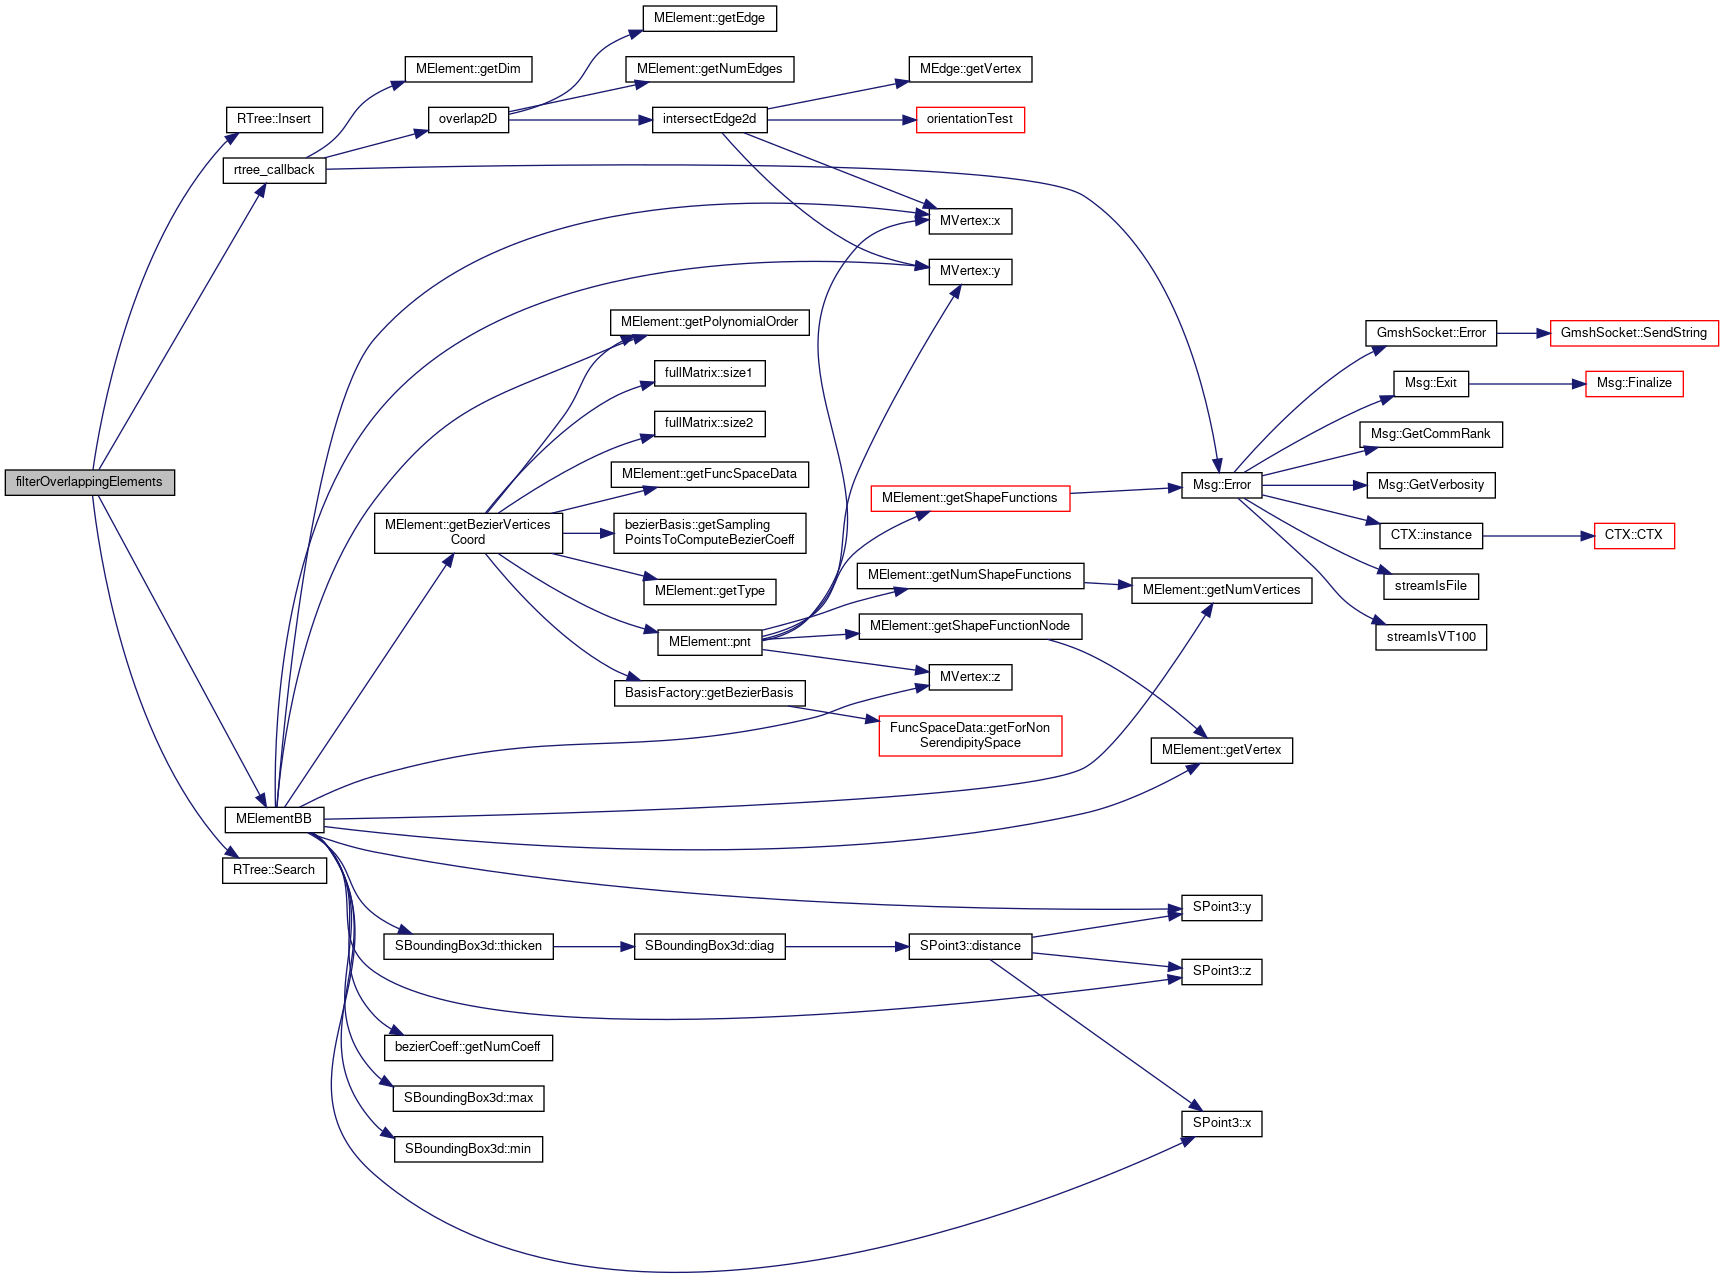 MElement::getEdge
MElement::getDim
MElement::getNumEdges
MEdge::getVertex
RTree::Insert
overlap2D
intersectEdge2d
orientationTest
rtree_callback
MVertex::x
MVertex::y
MElement::getPolynomialOrder
GmshSocket::Error
GmshSocket::SendString
fullMatrix::size1
Msg::Exit
Msg::Finalize
fullMatrix::size2
Msg::GetCommRank
filterOverlappingElements
MElement::getFuncSpaceData
MElement::getShapeFunctions
Msg::Error
Msg::GetVerbosity
MElement::getBezierVertices
Coord
bezierBasis::getSampling
PointsToComputeBezierCoeff
CTX::instance
CTX::CTX
MElement::getType
MElement::getNumShapeFunctions
MElement::getNumVertices
streamIsFile
MElement::pnt
MElement::getShapeFunctionNode
streamIsVT100
BasisFactory::getBezierBasis
MVertex::z
FuncSpaceData::getForNon
SerendipitySpace
MElement::getVertex
MElementBB
RTree::Search
SPoint3::y
SBoundingBox3d::thicken
SBoundingBox3d::diag
SPoint3::distance
SPoint3::z
bezierCoeff::getNumCoeff
SBoundingBox3d::max
SPoint3::x
SBoundingBox3d::min